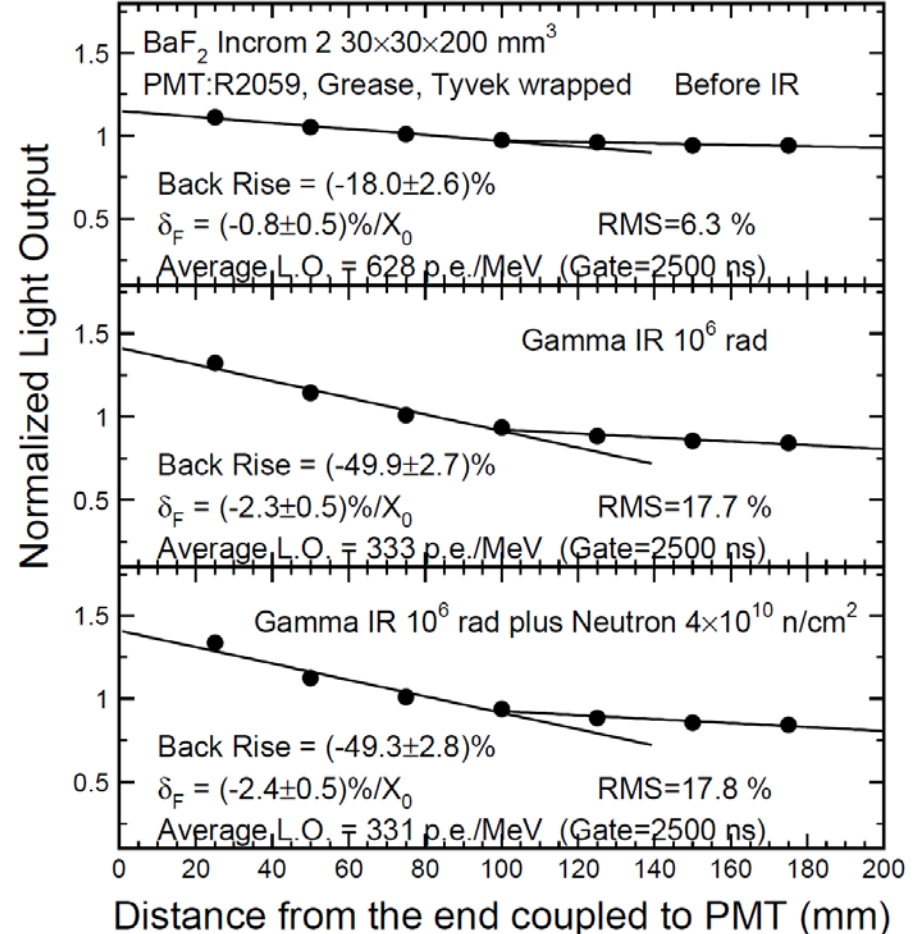 BaF2 Incrom 2 30×30×200 mm3
PMT:R2059, Grease, Tyvek wrapped Before IR
Back Rise = (-18.0±2.6)%
δF = (-0.8±0.5)%/X0 RMS=6.3 %
Average L.O. = 628 p.e./MeV (Gate=2500 ns)
1.5
1
0.5
Gamma IR 106 rad
Back Rise = (-49.9±2.7)%
δF = (-2.3±0.5)%/X0 RMS=17.7 %
Average L.O. = 333 p.e./MeV (Gate=2500 ns)
1.5
1
0.5
Gamma IR 106 rad plus Neutron 4×1010 n/cm2
Back Rise = (-49.3±2.8)%
δF = (-2.4±0.5)%/X0 RMS=17.8 %
Average L.O. = 331 p.e./MeV (Gate=2500 ns)
1.5
1
0.5
0 20 40 60 80 100 120 140 160 180 200
Distance from the end coupled to PMT (mm)
Normalized Light Output